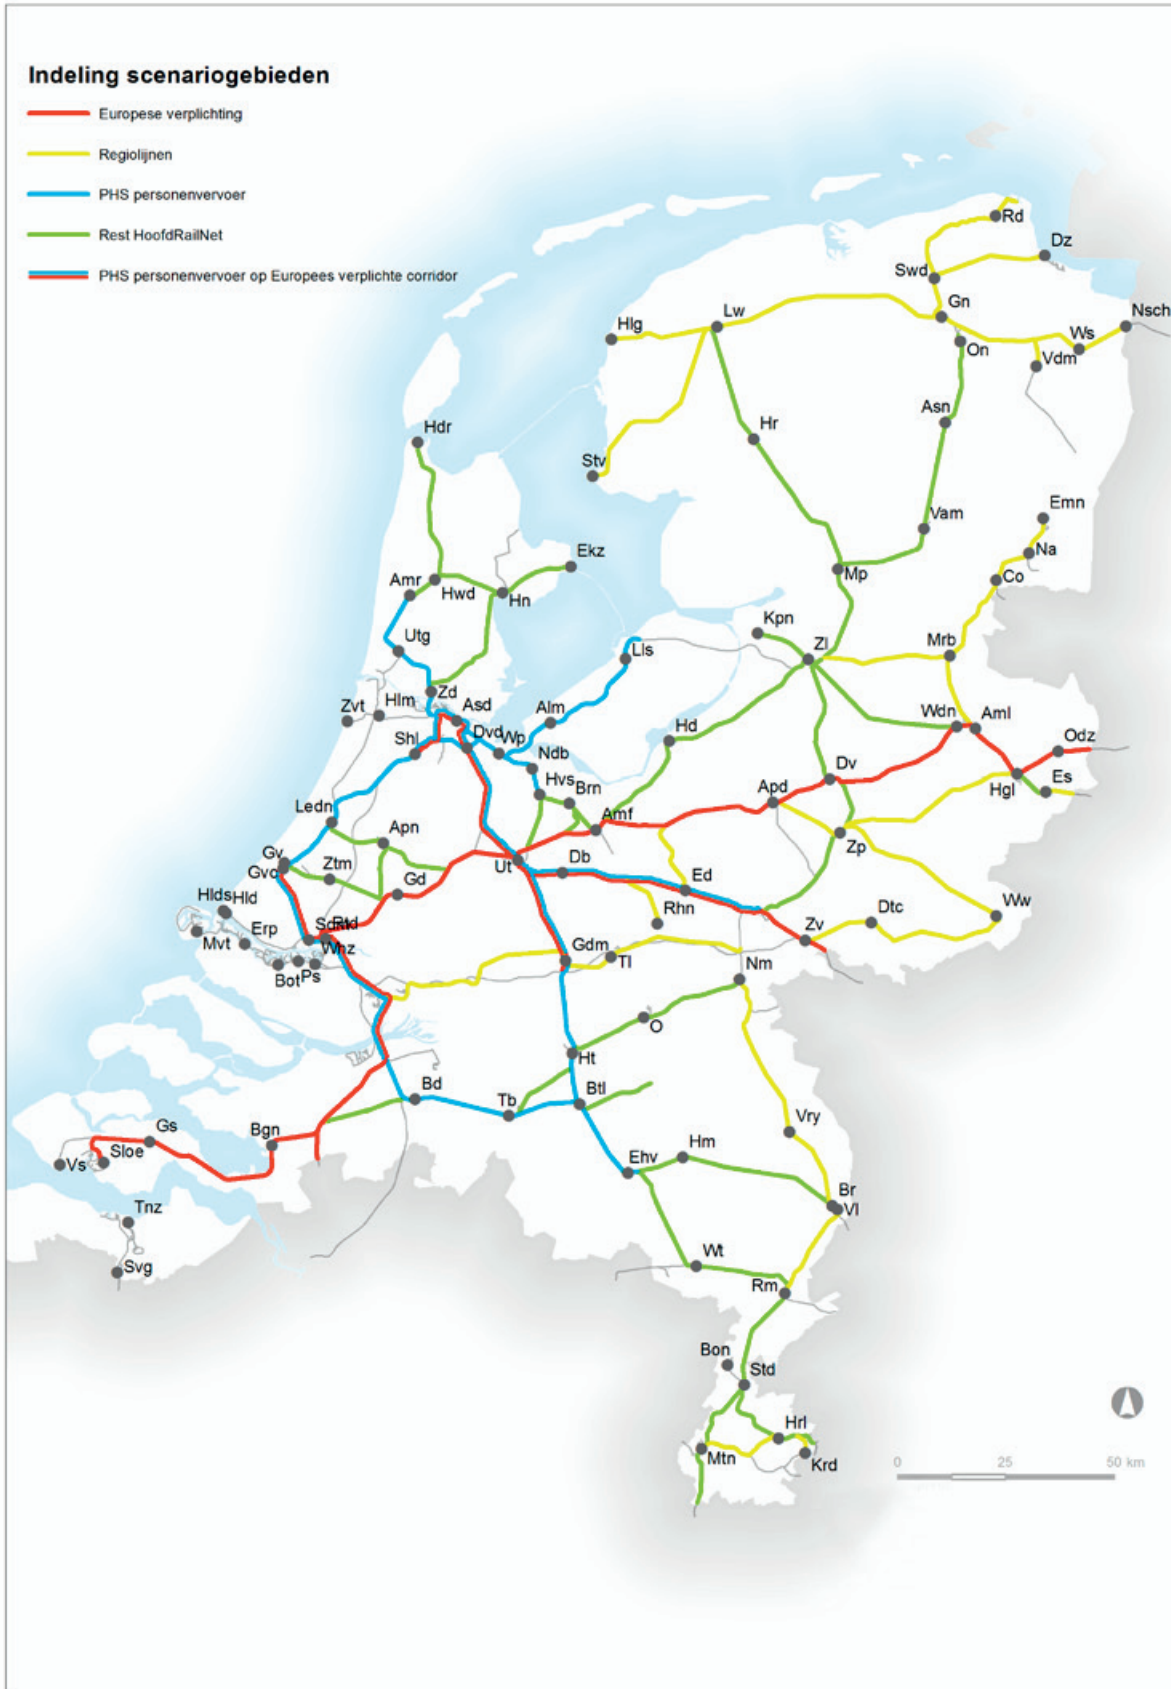 Indeling scenariogebieden
Europese verplichting
Regiolijnen
PHS personenvervoer
Rest HoofdRailNet
PHS personenvervoer op Europees verplichte corridor
Rd
Dz
Swd
Gn
Nsch
Lw
Hlg
Ws
On
Vdm
Asn
Hdr
Hr
Stv
Emn
Vam
Na
Ekz
Mp
Co
Amr
Hwd
Hn
Kpn
Utg
Lls
Zl
Mrb
Zd
Hlm
Zvt
Asd
Alm
Wdn
Aml
Shl
Dvd
Wp
Hd
Odz
Ndb
Dv
Hgl
Es
Hvs
Brn
Apd
Ledn
Amf
Apn
Zp
Gv
Gvc
Ztm
Ut
Db
Gd
Ed
Hlds
Hld
Rhn
Dtc
Ww
Mvt
Erp
Rtd
Zv
Whz
Gdm
Tl
Bot
Ps
Nm
O
Ht
Bd
Tb
Btl
Gs
Bgn
Vry
Sloe
Vs
Ehv
Hm
Tnz
Br
Vl
Svg
Wt
Rm
Bon
Std
Hrl
Mtn
Krd
0 25 50 km